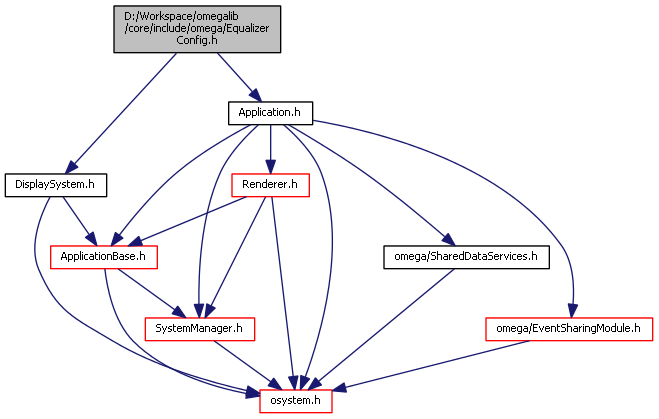 D:/Workspace/omegalib
/core/include/omega/Equalizer
Config.h
Application.h
DisplaySystem.h
Renderer.h
ApplicationBase.h
omega/SharedDataServices.h
SystemManager.h
omega/EventSharingModule.h
osystem.h